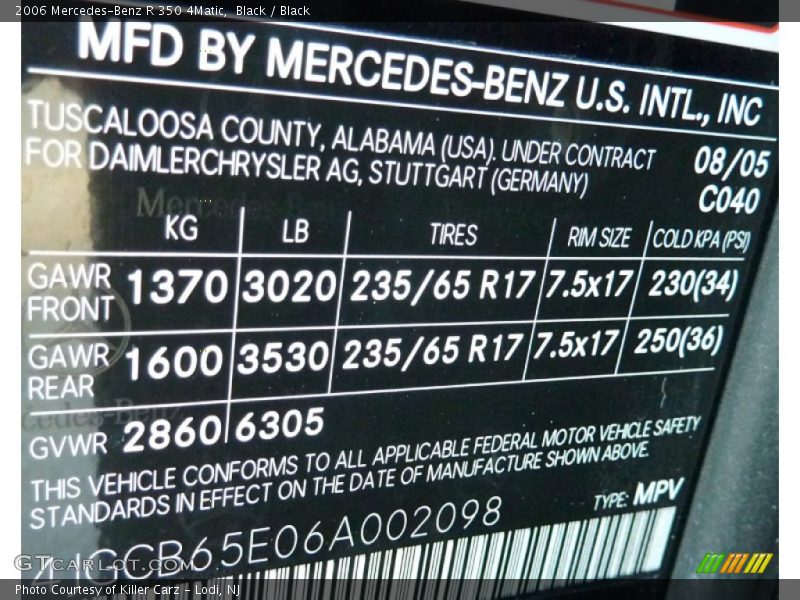 2006 Mercedes-Benz R 350 4Matic, Black / Black
MFD BY MERCEDES-BENZ U.S. INTL., INC
TUSCALOOSA COUNTY, ALABAMA (USA). UNDER CONTRACT 08/05
FOR DAIMLERCHRYSLER AG, STUTTGART (GERMANY) C040
KG LB TIRES RIM SIZE COLD KPA (PSI)
GAWR FRONT 1370 3020 235/65 R17 7.5x17 230(34)
GAWR REAR 1600 3530 235/65 R17 7.5x17 250(36)
GVWR 2860 6305
THIS VEHICLE CONFORMS TO ALL APPLICABLE FEDERAL MOTOR VEHICLE SAFETY
STANDARDS IN EFFECT ON THE DATE OF MANUFACTURE SHOWN ABOVE.
4JGCB65E06A002098 TYPE: MPV
GTCARLOT.COM
Photo Courtesy of Killer Carz - Lodi, NJ